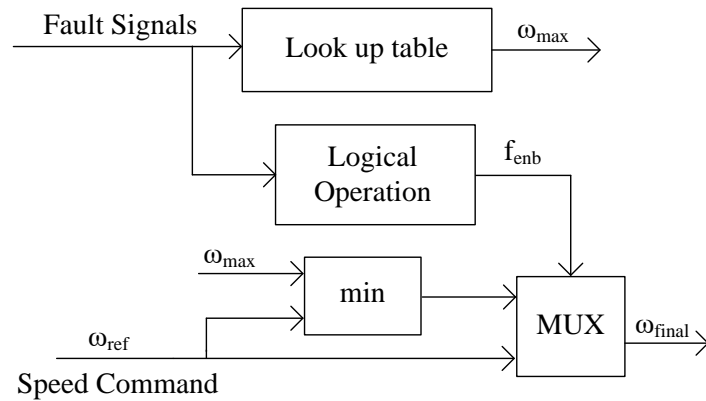 Fault Signals
Look up table
ωmax
Logical
Operation
fenb
ωmax
min
MUX
ωref
ωfinal
Speed Command